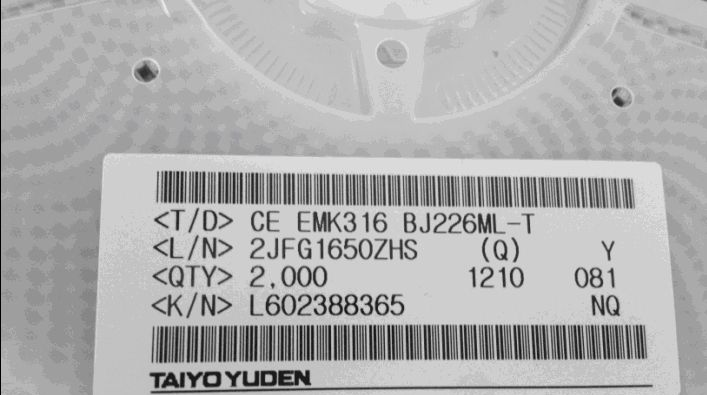 <T/D> CE EMK316 BJ226ML-T
<L/N> 2JFG1650ZHS (Q) Y
<QTY> 2,000 1210 081
<K/N> L602388365 NQ
TAIYO YUDEN